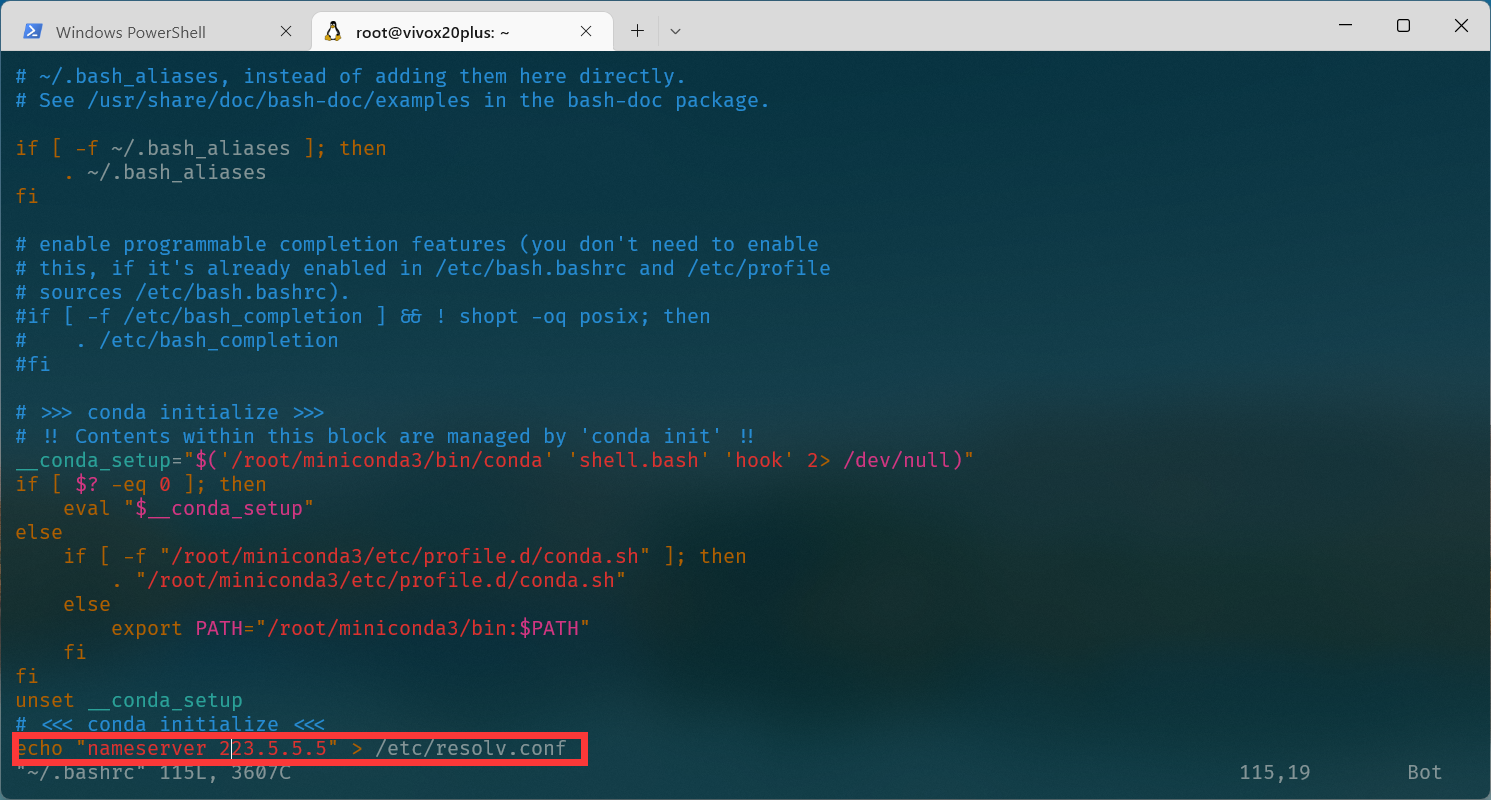 Windows PowerShell
root@vivox20plus: ~
# ~/.bash_aliases, instead of adding them here directly.
# See /usr/share/doc/bash-doc/examples in the bash-doc package.
if [ -f ~/.bash_aliases ]; then
    . ~/.bash_aliases
fi
# enable programmable completion features (you don't need to enable
# this, if it's already enabled in /etc/bash.bashrc and /etc/profile
# sources /etc/bash.bashrc).
#if [ -f /etc/bash_completion ] && ! shopt -oq posix; then
#    . /etc/bash_completion
#fi
# >>> conda initialize >>>
# !! Contents within this block are managed by 'conda init' !!
__conda_setup="$('/root/miniconda3/bin/conda' 'shell.bash' 'hook' 2> /dev/null)"
if [ $? -eq 0 ]; then
    eval "$__conda_setup"
else
    if [ -f "/root/miniconda3/etc/profile.d/conda.sh" ]; then
        . "/root/miniconda3/etc/profile.d/conda.sh"
    else
        export PATH="/root/miniconda3/bin:$PATH"
    fi
fi
unset __conda_setup
# <<< conda initialize <<<
echo "nameserver 223.5.5.5" > /etc/resolv.conf
"~/.bashrc" 115L, 3607C 115,19 Bot